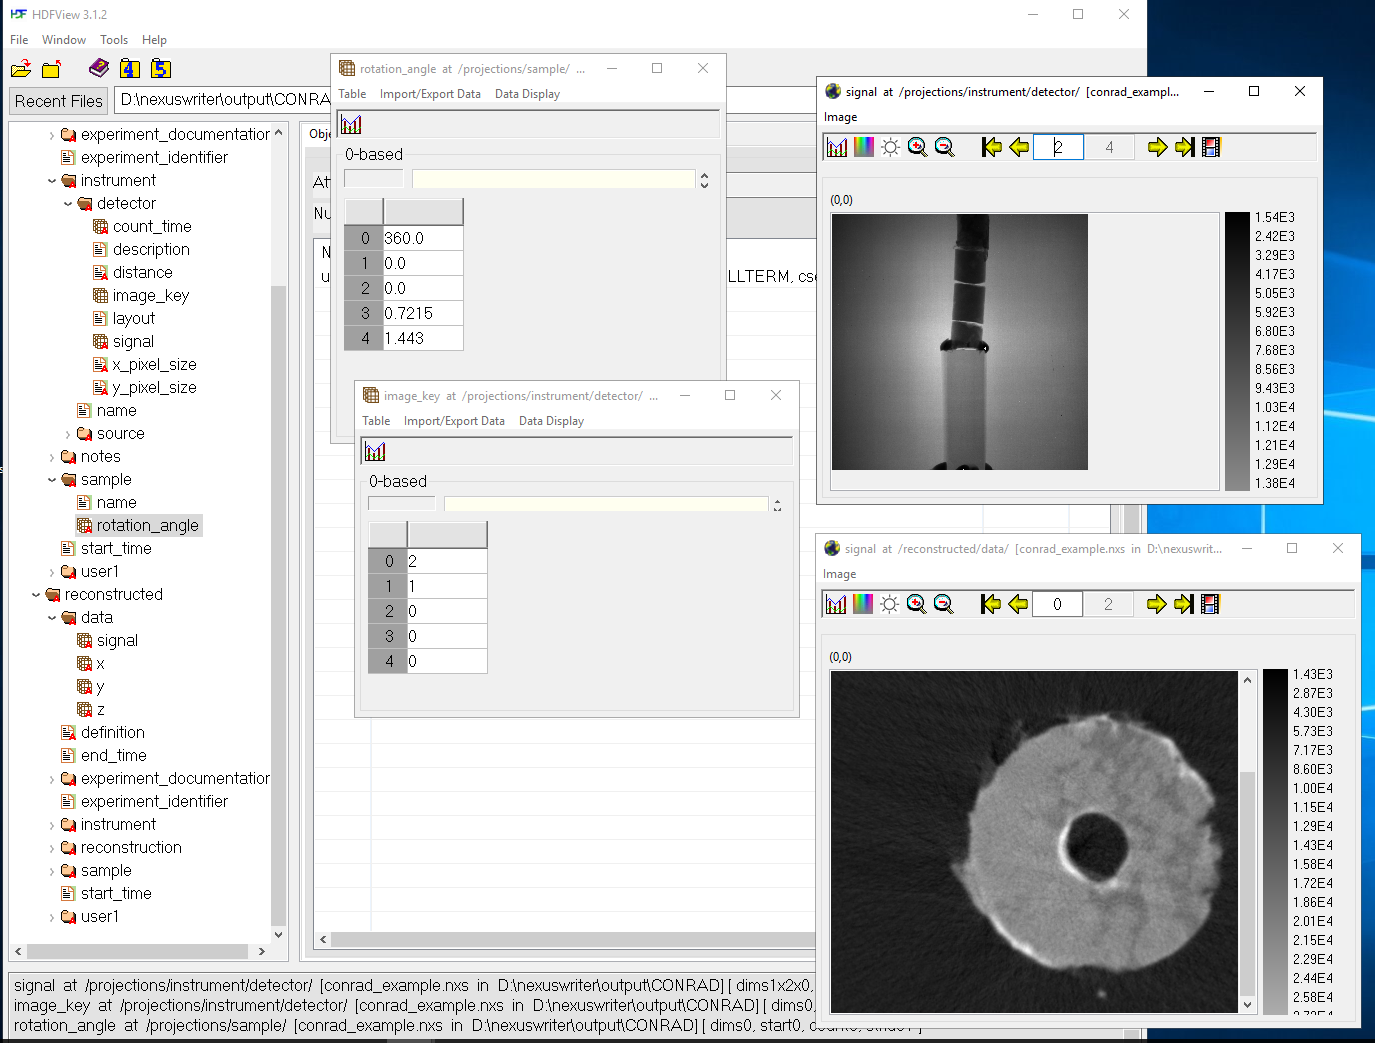 HDFView 3.1.2
File Window Tools Help
Recent Files
D:\nexuswriter\output\CONRA
experiment_documentation
experiment_identifier
instrument
detector
count_time
description
distance
image_key
layout
signal
x_pixel_size
y_pixel_size
name
source
notes
sample
name
rotation_angle
start_time
user1
reconstructed
data
signal
x
y
z
definition
end_time
experiment_documentation
experiment_identifier
instrument
reconstruction
sample
start_time
user1
Obje
Att
Nu
N
u
LLTERM, cse
rotation_angle at /projections/sample/ ...
Table Import/Export Data Data Display
0-based
0 360.0
1 0.0
2 0.0
3 0.7215
4 1.443
image_key at /projections/instrument/detector/ ...
Table Import/Export Data Data Display
0-based
0 2
1 1
2 0
3 0
4 0
signal at /projections/instrument/detector/ [conrad_exampl...
Image
2 4
(0,0)
1.54E3
2.42E3
3.29E3
4.17E3
5.05E3
5.92E3
6.80E3
7.68E3
8.56E3
9.43E3
1.03E4
1.12E4
1.21E4
1.29E4
1.38E4
signal at /reconstructed/data/ [conrad_example.nxs in D:\nexuswrit...
Image
0 2
(0,0)
1.43E3
2.87E3
4.30E3
5.73E3
7.17E3
8.60E3
1.00E4
1.15E4
1.29E4
1.43E4
1.58E4
1.72E4
1.86E4
2.01E4
2.15E4
2.29E4
2.44E4
2.58E4
signal at /projections/instrument/detector/ [conrad_example.nxs in D:\nexuswriter\output\CONRAD] [ dims1x2x0,
image_key at /projections/instrument/detector/ [conrad_example.nxs in D:\nexuswriter\output\CONRAD] [ dims0,
rotation_angle at /projections/sample/ [conrad_example.nxs in D:\nexuswriter\output\CONRAD] [ dims0, start0, count5, stride1 ]